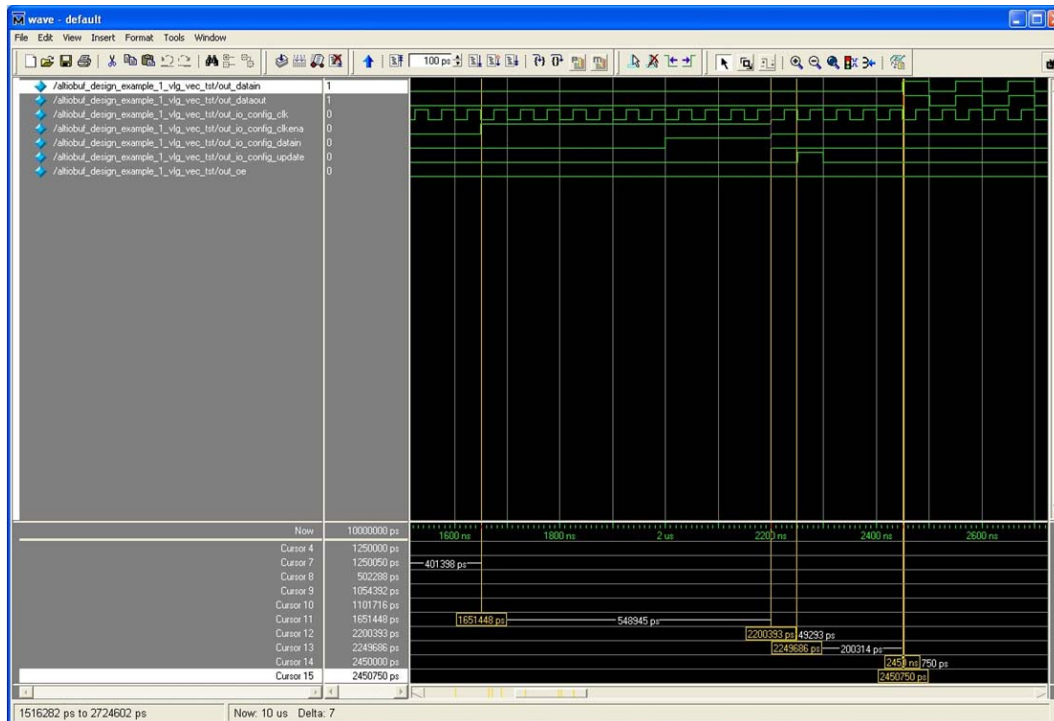 wave - default
File Edit View Insert Format Tools Window
100 ps
/altiobuf_design_example_1_vlg_vec_tst/out_datain 1
/altiobuf_design_example_1_vlg_vec_tst/out_dataout 1
/altiobuf_design_example_1_vlg_vec_tst/out_io_config_clk 0
/altiobuf_design_example_1_vlg_vec_tst/out_io_config_clkena 0
/altiobuf_design_example_1_vlg_vec_tst/out_io_config_datain 0
/altiobuf_design_example_1_vlg_vec_tst/out_io_config_update 0
/altiobuf_design_example_1_vlg_vec_tst/out_oe 0
Now 10000000 ps 1600 ns 1800 ns 2 us 2200 ns 2400 ns 2600 ns
Cursor 4 1250000 ps
Cursor 7 1250050 ps 401398 ps
Cursor 8 502288 ps
Cursor 9 1054392 ps
Cursor 10 1101716 ps
Cursor 11 1651448 ps 1651448 ps 548945 ps
Cursor 12 2200393 ps 2200393 ps 49293 ps
Cursor 13 2249686 ps 2249686 ps 200314 ps
Cursor 14 2450000 ps 2450 ns 750 ps
Cursor 15 2450750 ps 2450750 ps
1516282 ps to 2724602 ps Now: 10 us Delta: 7